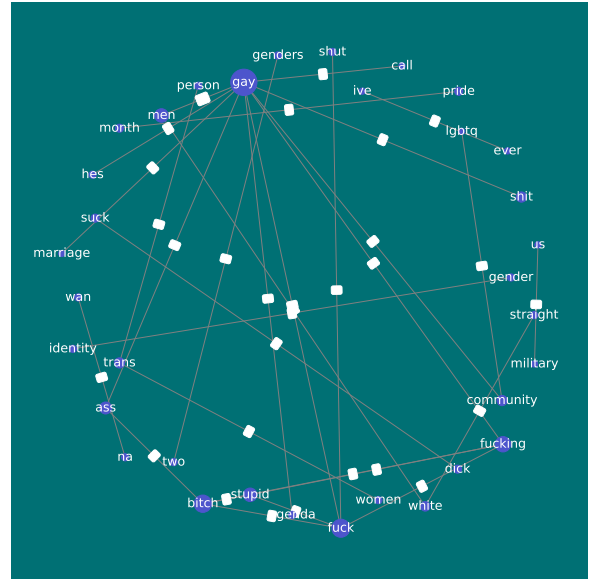 genders
shut
call
gay
person
ive
pride
men
month
lgbtq
ever
hes
shit
suck
us
marriage
gender
wan
straight
identity
trans
military
community
ass
fucking
na
two
dick
stupid
women
bitch
white
genda
fuck